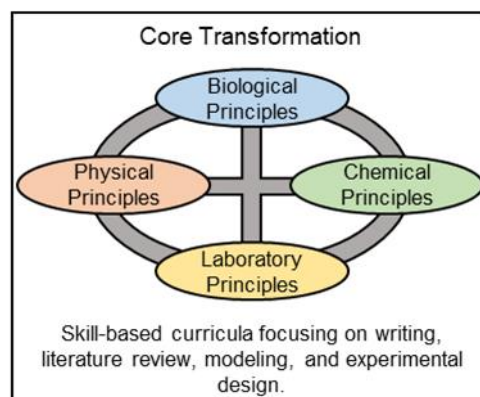 Core Transformation
Biological
Principles
Physical
Principles
Chemical
Principles
Laboratory
Principles
Skill-based curricula focusing on writing,
literature review, modeling, and experimental
design.